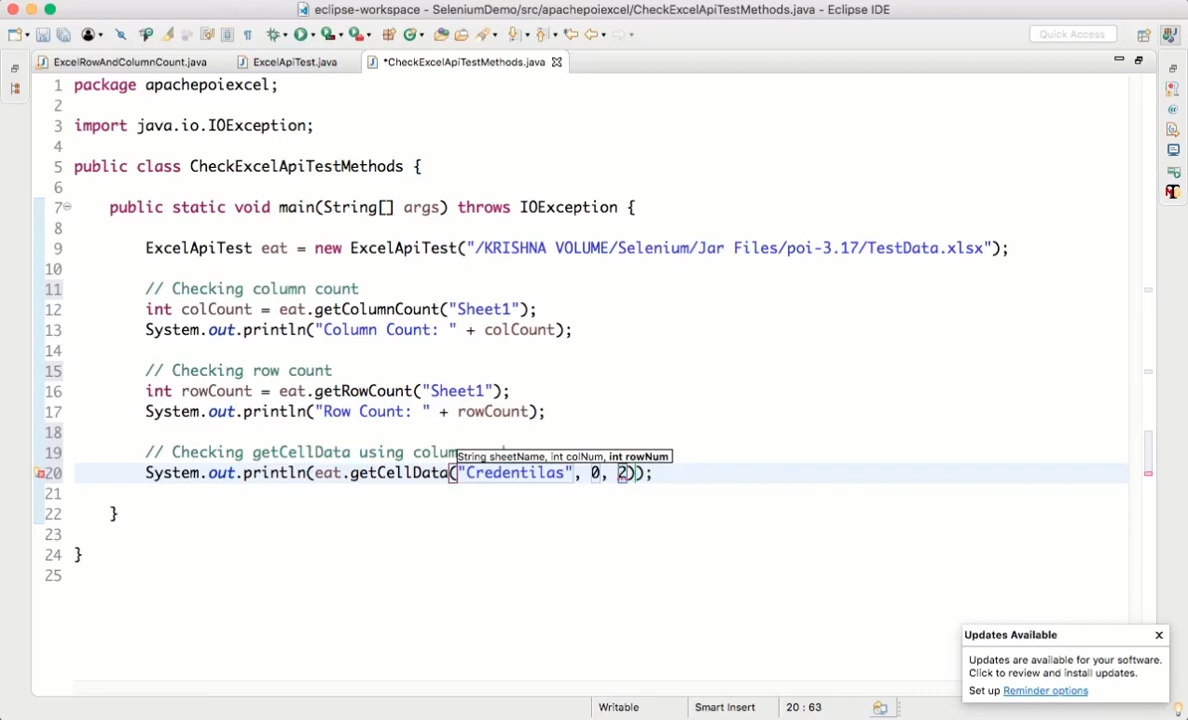 eclipse-workspace - SeleniumDemo/src/apachepoiexcel/CheckExcelApiTestMethods.java - Eclipse IDE
Quick Access
ExcelRowAndColumnCount.java ExcelApiTest.java *CheckExcelApiTestMethods.java
1 package apachepoiexcel;
2
3 import java.io.IOException;
4
5 public class CheckExcelApiTestMethods {
6
7 public static void main(String[] args) throws IOException {
8
9 ExcelApiTest eat = new ExcelApiTest("/KRISHNA VOLUME/Selenium/Jar Files/poi-3.17/TestData.xlsx");
10
11 // Checking column count
12 int colCount = eat.getColumnCount("Sheet1");
13 System.out.println("Column Count: " + colCount);
14
15 // Checking row count
16 int rowCount = eat.getRowCount("Sheet1");
17 System.out.println("Row Count: " + rowCount);
18
19 // Checking getCellData using colum
String sheetName, int colNum, int rowNum
20 System.out.println(eat.getCellData("Credentilas", 0, 2));
21
22 }
23
24 }
25
Updates Available
Updates are available for your software.
Click to review and install updates.
Set up Reminder options
Writable Smart Insert 20 : 63